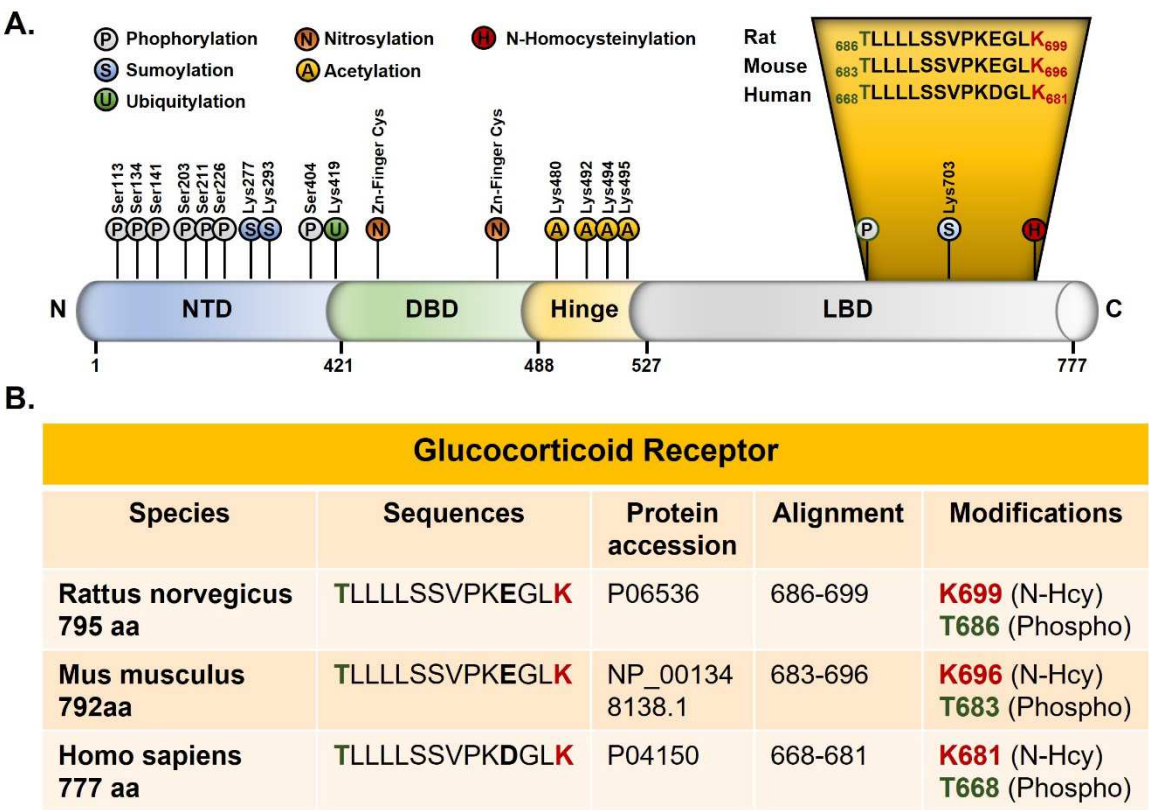 A.
P Phophorylation
N Nitrosylation
H N-Homocysteinylation
S Sumoylation
A Acetylation
U Ubiquitylation
Rat 686TLLLLSSVPKEGLK699
Mouse 683TLLLLSSVPKEGLK696
Human 668TLLLLSSVPKDGLK681
Ser113 Ser134 Ser141 Ser203 Ser211 Ser226 Lys277 Lys293 Ser404 Lys419 Zn-Finger Cys Zn-Finger Cys Lys480 Lys492 Lys494 Lys495 Lys703
P P P P P P S S P U N N A A A A P S H
N NTD DBD Hinge LBD C
1 421 488 527 777
B.
Glucocorticoid Receptor
Species Sequences Protein accession Alignment Modifications
Rattus norvegicus
795 aa
TLLLLSSVPKEGLK
P06536
686-699
K699 (N-Hcy)
T686 (Phospho)
Mus musculus
792aa
TLLLLSSVPKEGLK
NP_00134
8138.1
683-696
K696 (N-Hcy)
T683 (Phospho)
Homo sapiens
777 aa
TLLLLSSVPKDGLK
P04150
668-681
K681 (N-Hcy)
T668 (Phospho)